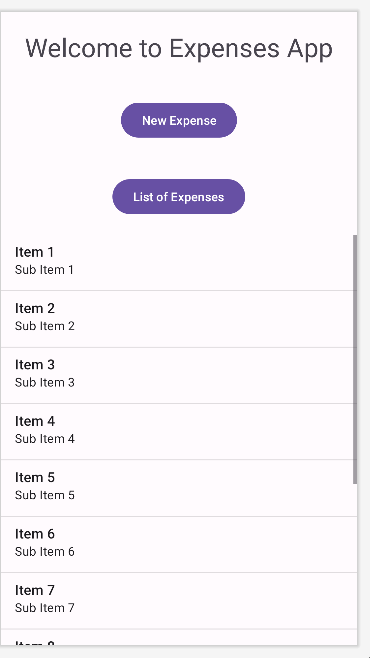 Welcome to Expenses App
New Expense
List of Expenses
Item 1
Sub Item 1
Item 2
Sub Item 2
Item 3
Sub Item 3
Item 4
Sub Item 4
Item 5
Sub Item 5
Item 6
Sub Item 6
Item 7
Sub Item 7